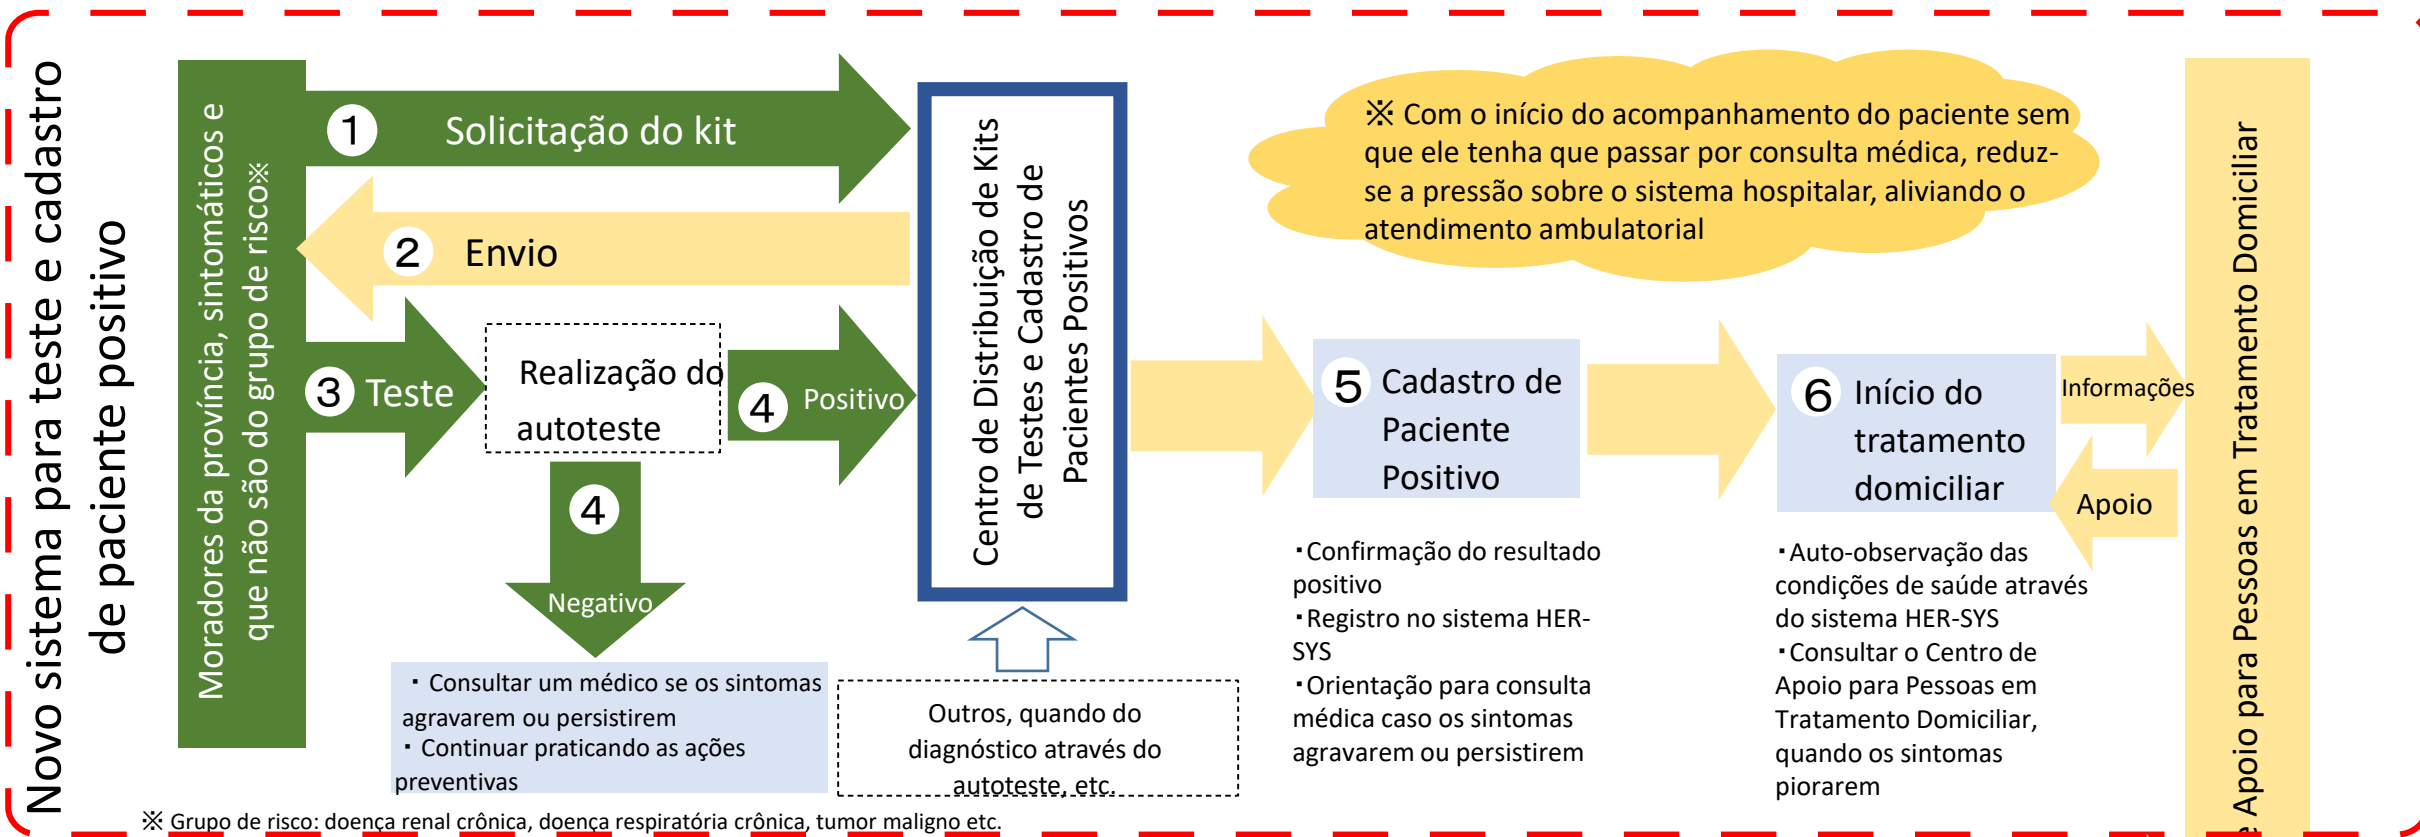 Novo sistema para teste e cadastro
de paciente positivo
Moradores da província, sintomáticos e
que não são do grupo de risco※
① Solicitação do kit
② Envio
③ Teste
Realização do
autoteste
④ Positivo
④
Negativo
・ Consultar um médico se os sintomas
agravarem ou persistirem
・ Continuar praticando as ações
preventivas
Centro de Distribuição de Kits
de Testes e Cadastro de
Pacientes Positivos
Outros, quando do
diagnóstico através do
autoteste, etc.
※ Com o início do acompanhamento do paciente sem
que ele tenha que passar por consulta médica, reduz-
se a pressão sobre o sistema hospitalar, aliviando o
atendimento ambulatorial
⑤ Cadastro de
Paciente
Positivo
・Confirmação do resultado
positivo
・Registro no sistema HER-
SYS
・Orientação para consulta
médica caso os sintomas
agravarem ou persistirem
⑥ Início do
tratamento
domiciliar
・Auto-observação das
condições de saúde através
do sistema HER-SYS
・Consultar o Centro de
Apoio para Pessoas em
Tratamento Domiciliar,
quando os sintomas
piorarem
Informações
Apoio
e Apoio para Pessoas em Tratamento Domiciliar
※ Grupo de risco: doença renal crônica, doença respiratória crônica, tumor maligno etc.